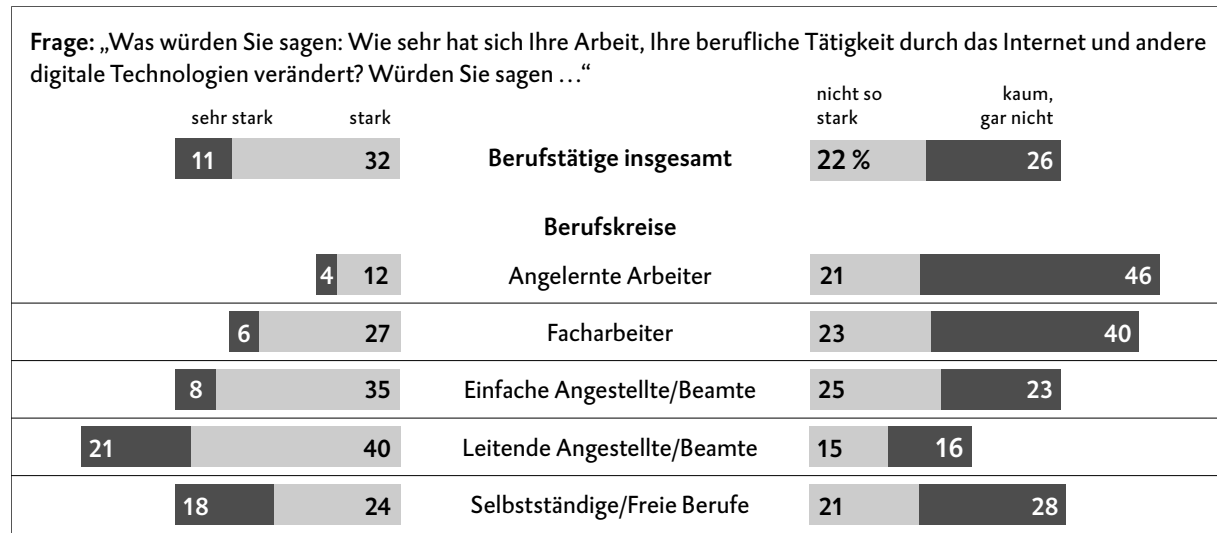 Frage: „Was würden Sie sagen: Wie sehr hat sich Ihre Arbeit, Ihre berufliche Tätigkeit durch das Internet und andere
digitale Technologien verändert? Würden Sie sagen …“
sehr stark stark nicht so stark kaum, gar nicht
11 32 Berufstätige insgesamt 22 % 26
Berufskreise
4 12 Angelernte Arbeiter 21 46
6 27 Facharbeiter 23 40
8 35 Einfache Angestellte/Beamte 25 23
21 40 Leitende Angestellte/Beamte 15 16
18 24 Selbstständige/Freie Berufe 21 28